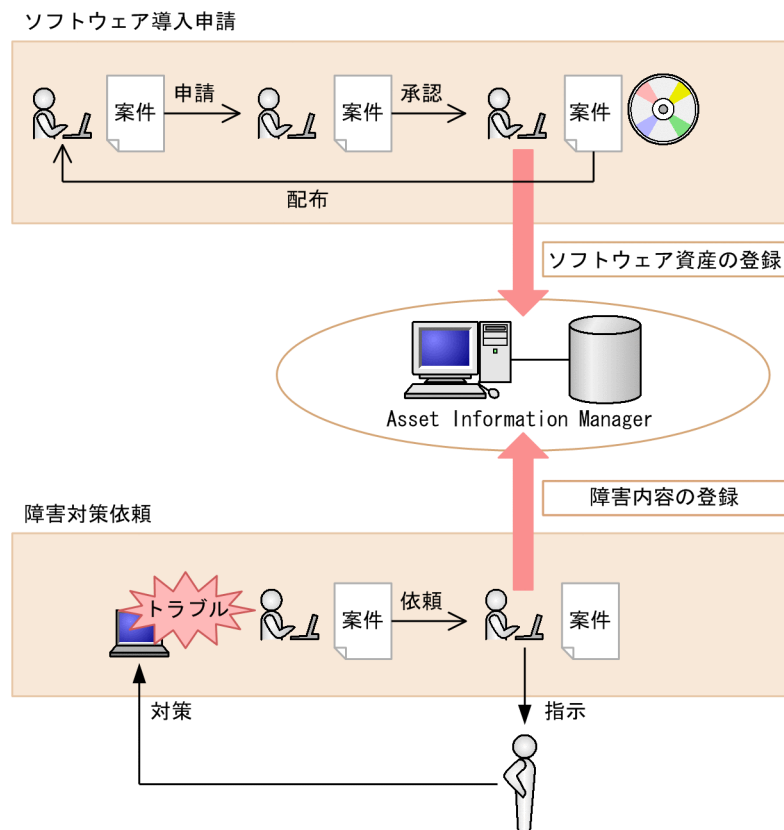 ソフトウェア導入申請
案件
申請
案件
承認
案件
配布
ソフトウェア資産の登録
Asset Information Manager
障害内容の登録
障害対策依頼
トラブル
案件
依頼
案件
対策
指示